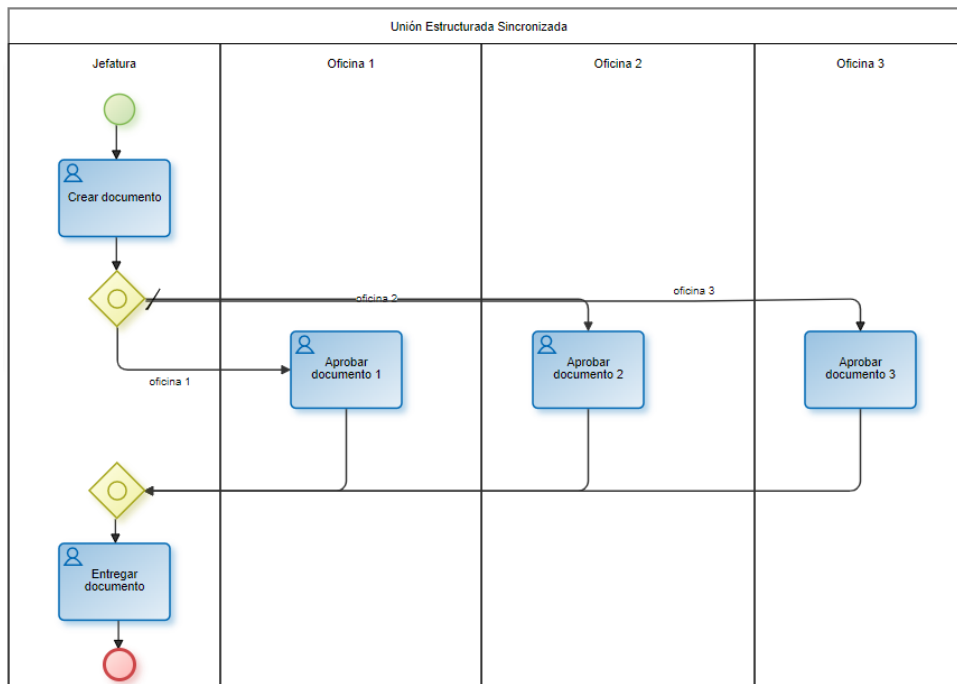 Unión Estructurada Sincronizada
Jefatura
Oficina 1
Oficina 2
Oficina 3
Crear documento
oficina 2
oficina 3
oficina 1
Aprobar
documento 1
Aprobar
documento 2
Aprobar
documento 3
Entregar
documento